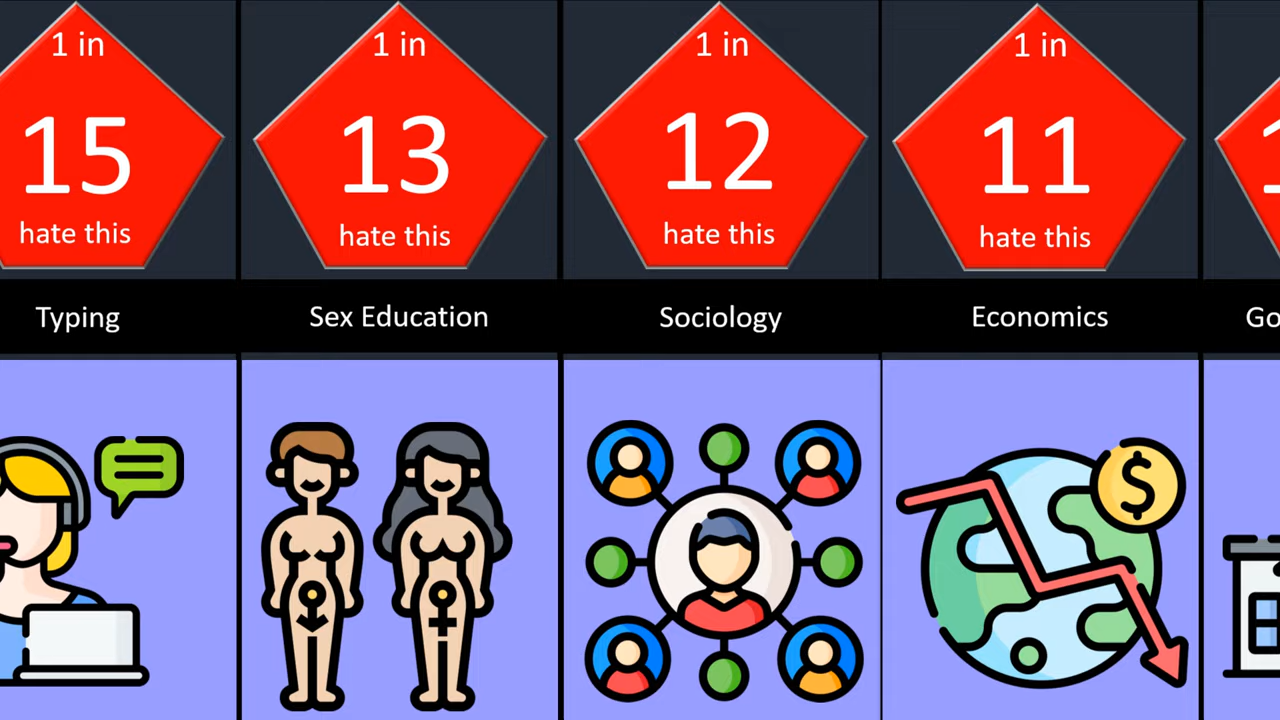 1 in
15
hate this
Typing
1 in
13
hate this
Sex Education
1 in
12
hate this
Sociology
1 in
11
hate this
Economics
$